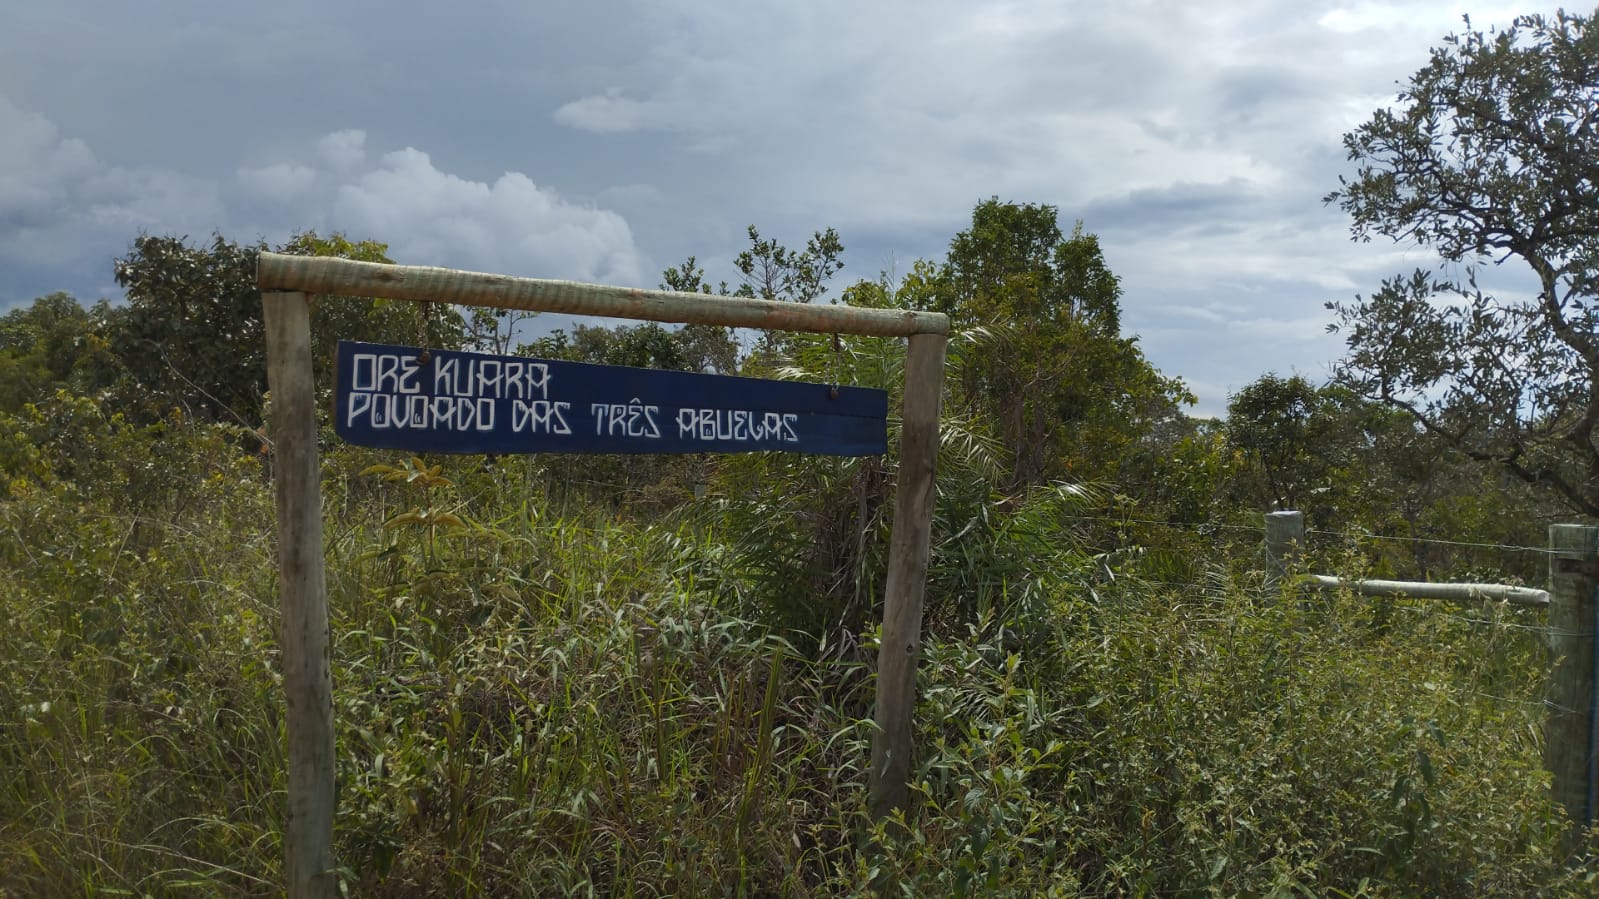 ORE KUARA
POVOADO DAS TRÊS ABUELAS